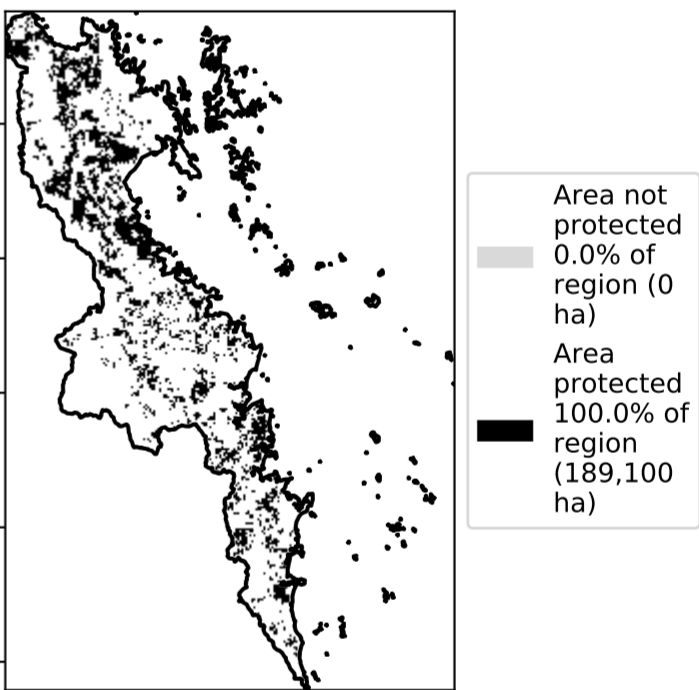 Area not
protected
0.0% of
region (0
ha)
Area
protected
100.0% of
region
(189,100
ha)